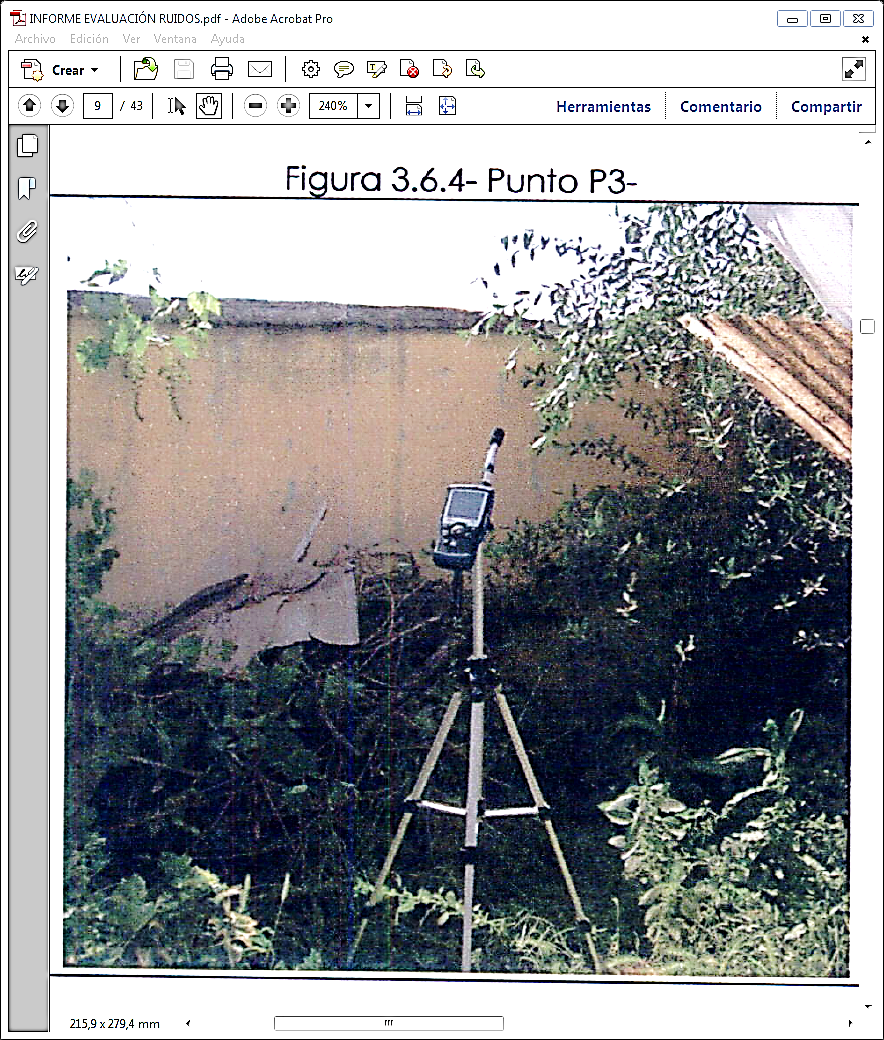 INFORME EVALUACIÓN RUIDOS.pdf - Adobe Acrobat Pro
Archivo Edición Ver Ventana Ayuda
Crear
9 / 43 240% Herramientas Comentario Compartir
Figura 3.6.4- Punto P3-
215,9 x 279,4 mm